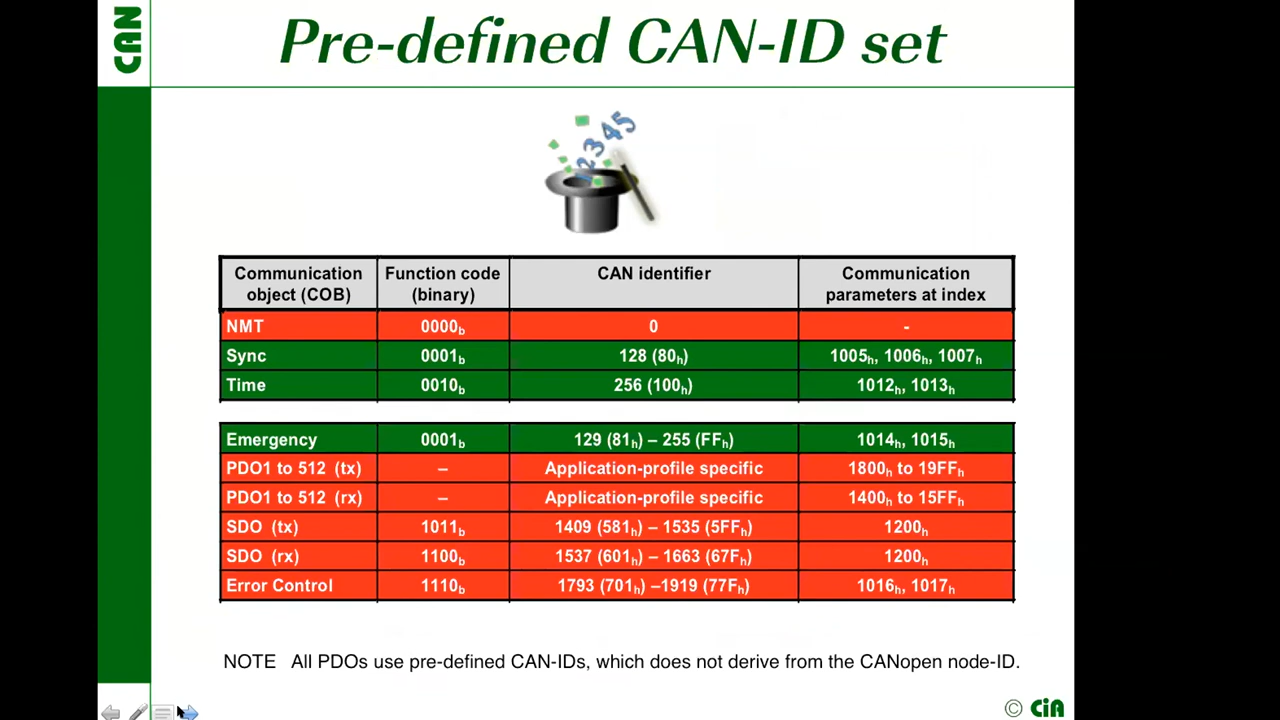 CAN
Pre-defined CAN-ID set
2 3 4 5
Communication object (COB) Function code (binary) CAN identifier Communication parameters at index
NMT 0000b 0 -
Sync 0001b 128 (80h) 1005h, 1006h, 1007h
Time 0010b 256 (100h) 1012h, 1013h
Emergency 0001b 129 (81h) – 255 (FFh) 1014h, 1015h
PDO1 to 512 (tx) – Application-profile specific 1800h to 19FFh
PDO1 to 512 (rx) – Application-profile specific 1400h to 15FFh
SDO (tx) 1011b 1409 (581h) – 1535 (5FFh) 1200h
SDO (rx) 1100b 1537 (601h) – 1663 (67Fh) 1200h
Error Control 1110b 1793 (701h) –1919 (77Fh) 1016h, 1017h
NOTE All PDOs use pre-defined CAN-IDs, which does not derive from the CANopen node-ID.
© CiA